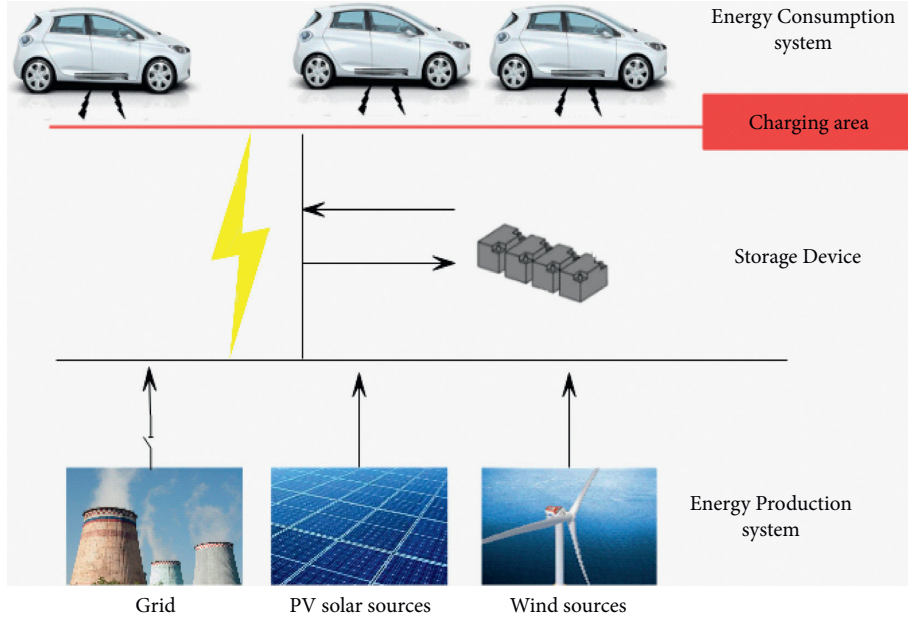 Energy Consumption
system
Charging area
Storage Device
Energy Production
system
Grid
PV solar sources
Wind sources